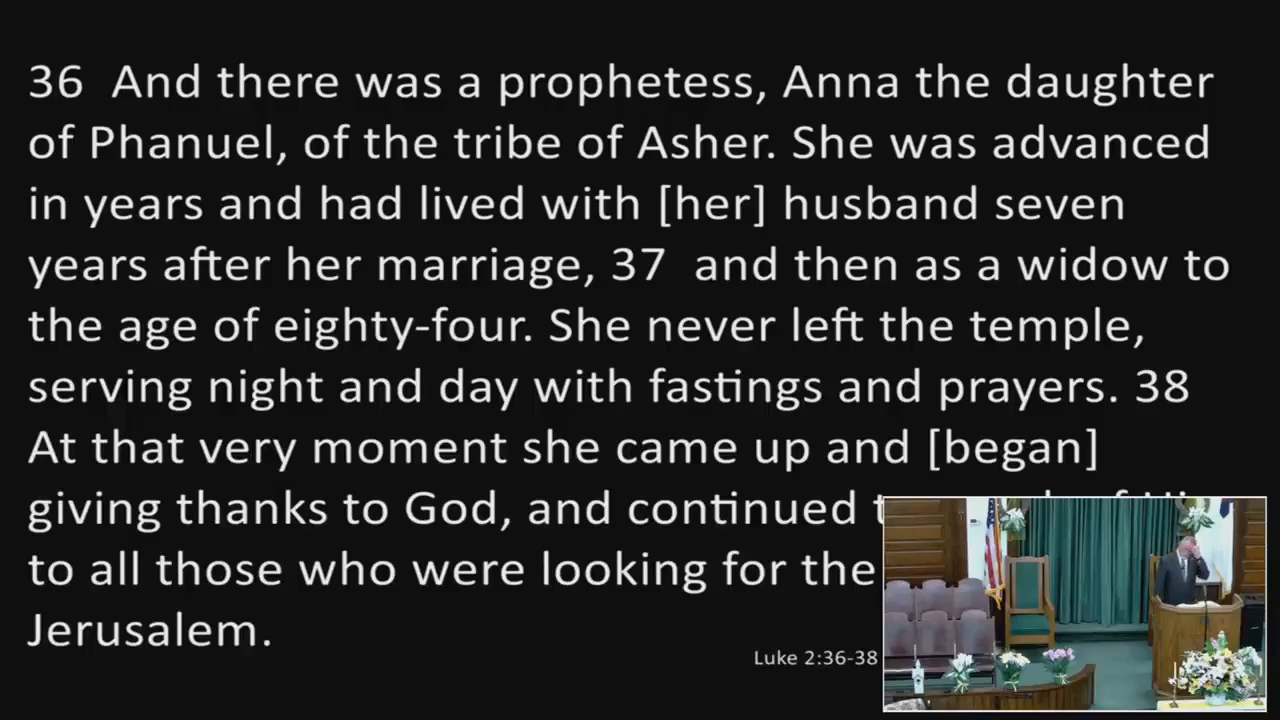 36 And there was a prophetess, Anna the daughter
of Phanuel, of the tribe of Asher. She was advanced
in years and had lived with [her] husband seven
years after her marriage, 37 and then as a widow to
the age of eighty-four. She never left the temple,
serving night and day with fastings and prayers. 38
At that very moment she came up and [began]
giving thanks to God, and continued
to all those who were looking for the
Jerusalem.
Luke 2:36-38